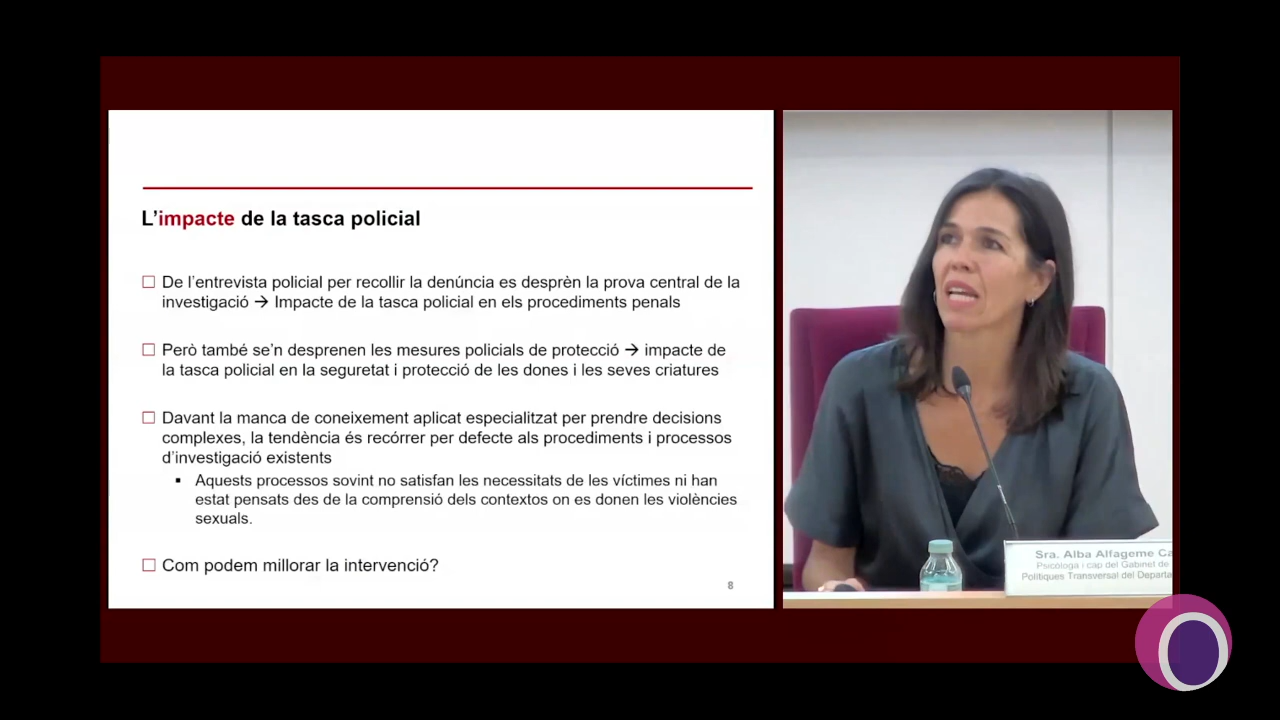 L'impacte de la tasca policial
☐ De l'entrevista policial per recollir la denúncia es desprèn la prova central de la
investigació → Impacte de la tasca policial en els procediments penals
☐ Però també se'n desprenen les mesures policials de protecció → impacte de
la tasca policial en la seguretat i protecció de les dones i les seves criatures
☐ Davant la manca de coneixement aplicat especialitzat per prendre decisions
complexes, la tendència és recórrer per defecte als procediments i processos
d'investigació existents
▪ Aquests processos sovint no satisfan les necessitats de les víctimes ni han
estat pensats des de la comprensió dels contextos on es donen les violències
sexuals.
☐ Com podem millorar la intervenció?
8
Sra. Alba Alfageme Ca
Psicòloga i cap del Gabinet de
Polítiques Transversal del Departa